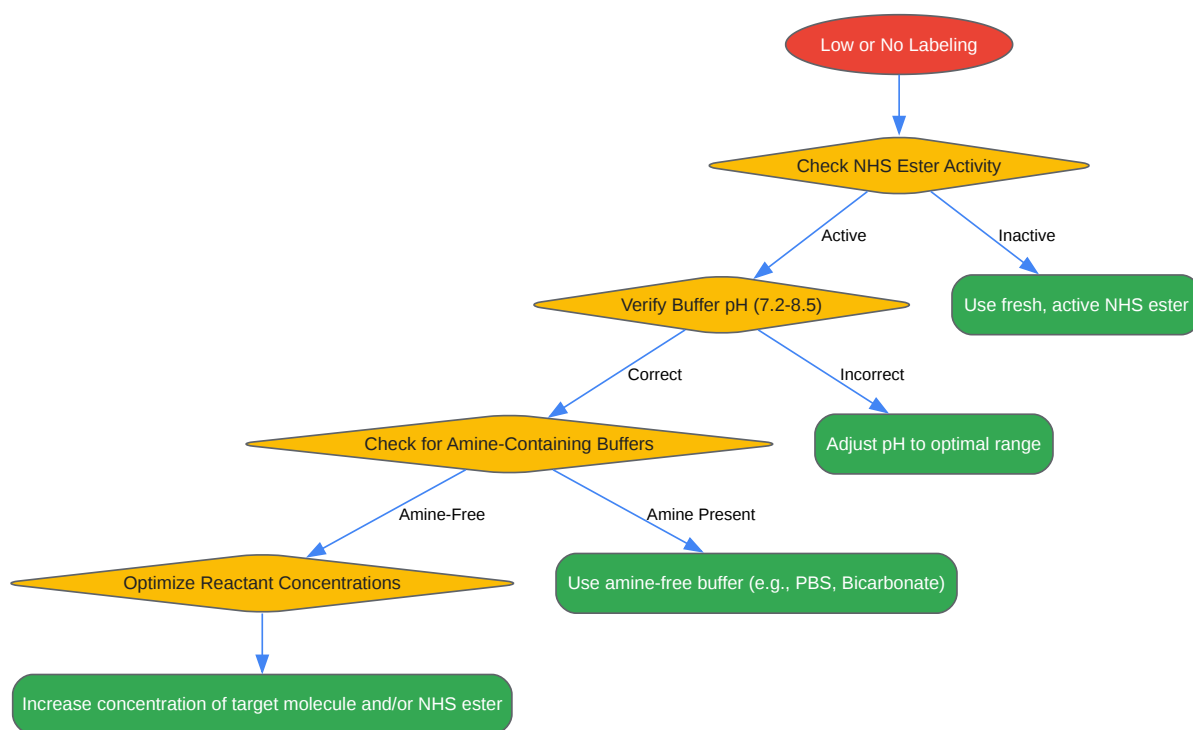 Low or No Labeling
Check NHS Ester Activity
Active
Inactive
Verify Buffer pH (7.2-8.5)
Use fresh, active NHS ester
Correct
Incorrect
Check for Amine-Containing Buffers
Adjust pH to optimal range
Amine-Free
Amine Present
Optimize Reactant Concentrations
Use amine-free buffer (e.g., PBS, Bicarbonate)
Increase concentration of target molecule and/or NHS ester